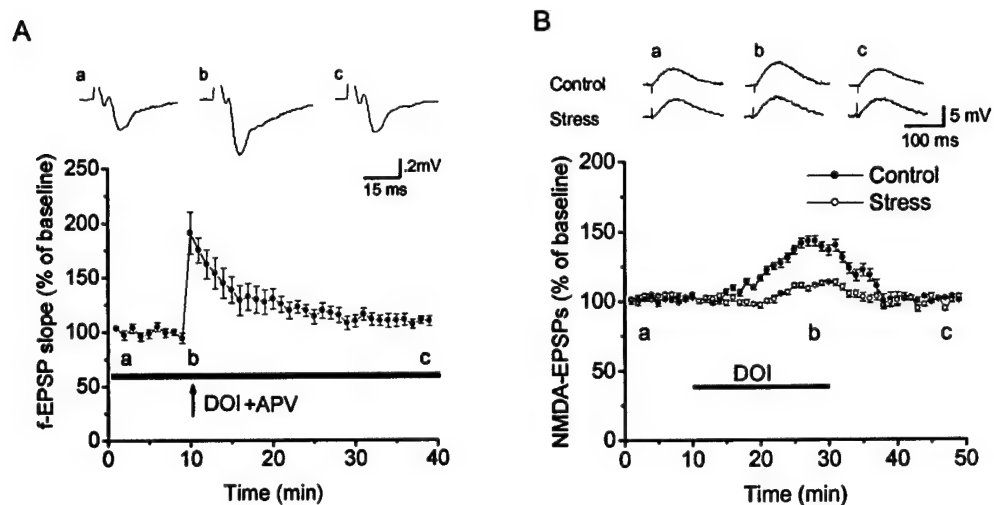 A
a
b
c
.2mV
15 ms
f-EPSP slope (% of baseline)
250
200
150
100
50
0
a
b
c
DOI +APV
0
10
20
30
40
Time (min)
B
a
b
c
Control
Stress
5 mV
100 ms
NMDA-EPSPs (% of baseline)
200
150
100
50
0
Control
Stress
a
b
c
DOI
0
10
20
30
40
50
Time (min)